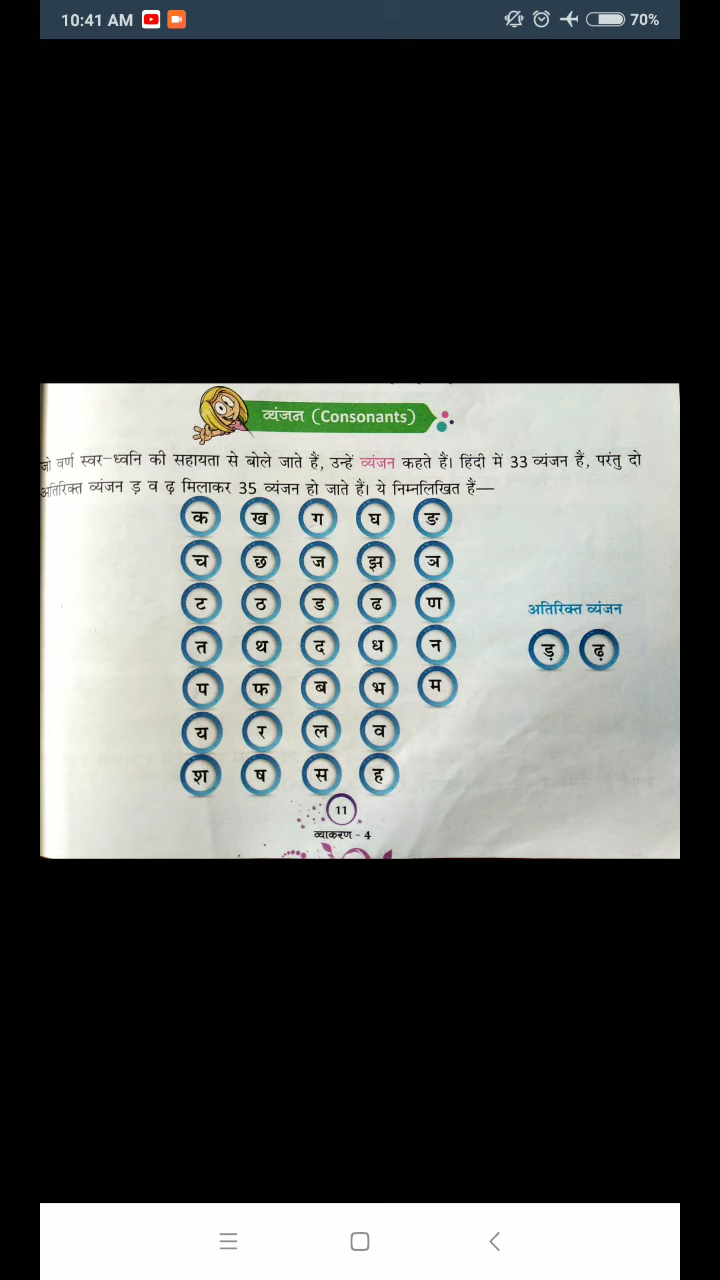 10:41 AM 70%
व्यंजन (Consonants)
जो वर्ण स्वर-ध्वनि की सहायता से बोले जाते हैं, उन्हें व्यंजन कहते हैं। हिंदी में 33 व्यंजन हैं, परंतु दो
अतिरिक्त व्यंजन ड़ व ढ़ मिलाकर 35 व्यंजन हो जाते हैं। ये निम्नलिखित हैं—
क ख ग घ ङ
च छ ज झ ञ
ट ठ ड ढ ण
त थ द ध न
प फ ब भ म
य र ल व
श ष स ह
अतिरिक्त व्यंजन
ड़ ढ़
11
व्याकरण - 4